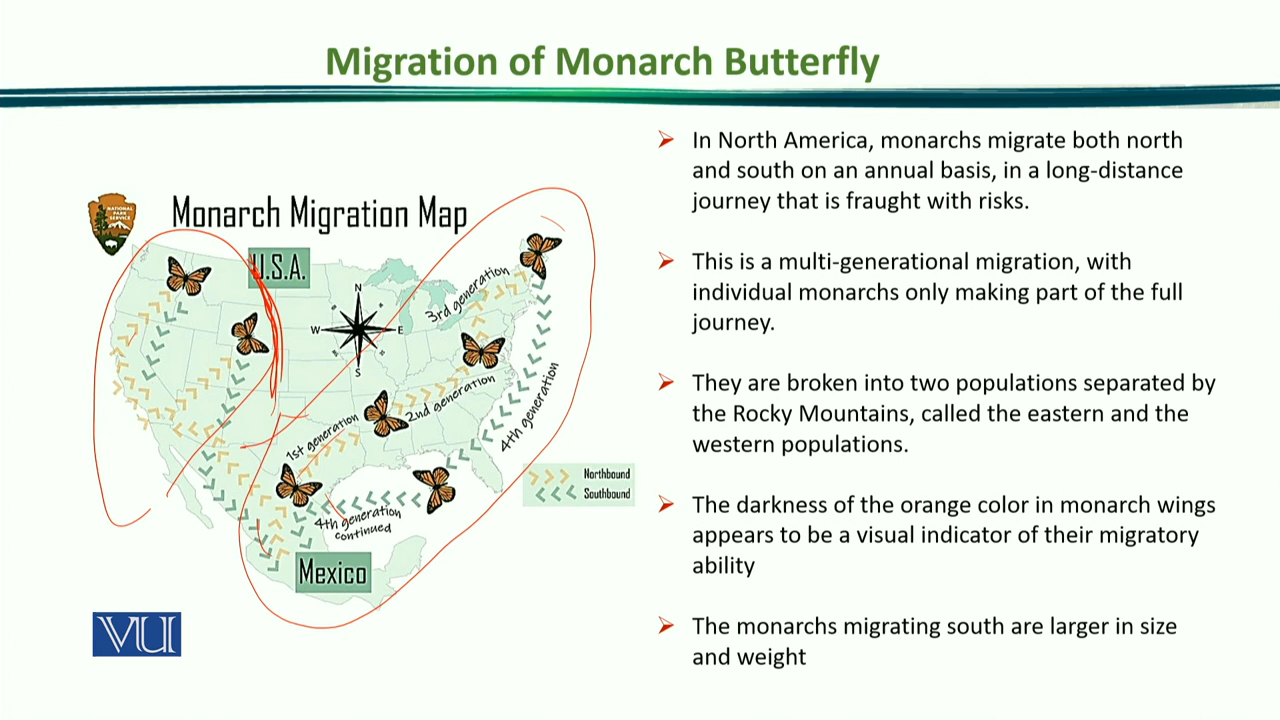 Migration of Monarch Butterfly
NATIONAL
PARK
SERVICE
Monarch Migration Map
U.S.A.
N
W
E
S
3rd generation
2nd generation
1st generation
4th generation
4th generation
continued
Northbound
Southbound
Mexico
VU
➢ In North America, monarchs migrate both north
and south on an annual basis, in a long-distance
journey that is fraught with risks.
➢ This is a multi-generational migration, with
individual monarchs only making part of the full
journey.
➢ They are broken into two populations separated by
the Rocky Mountains, called the eastern and the
western populations.
➢ The darkness of the orange color in monarch wings
appears to be a visual indicator of their migratory
ability
➢ The monarchs migrating south are larger in size
and weight